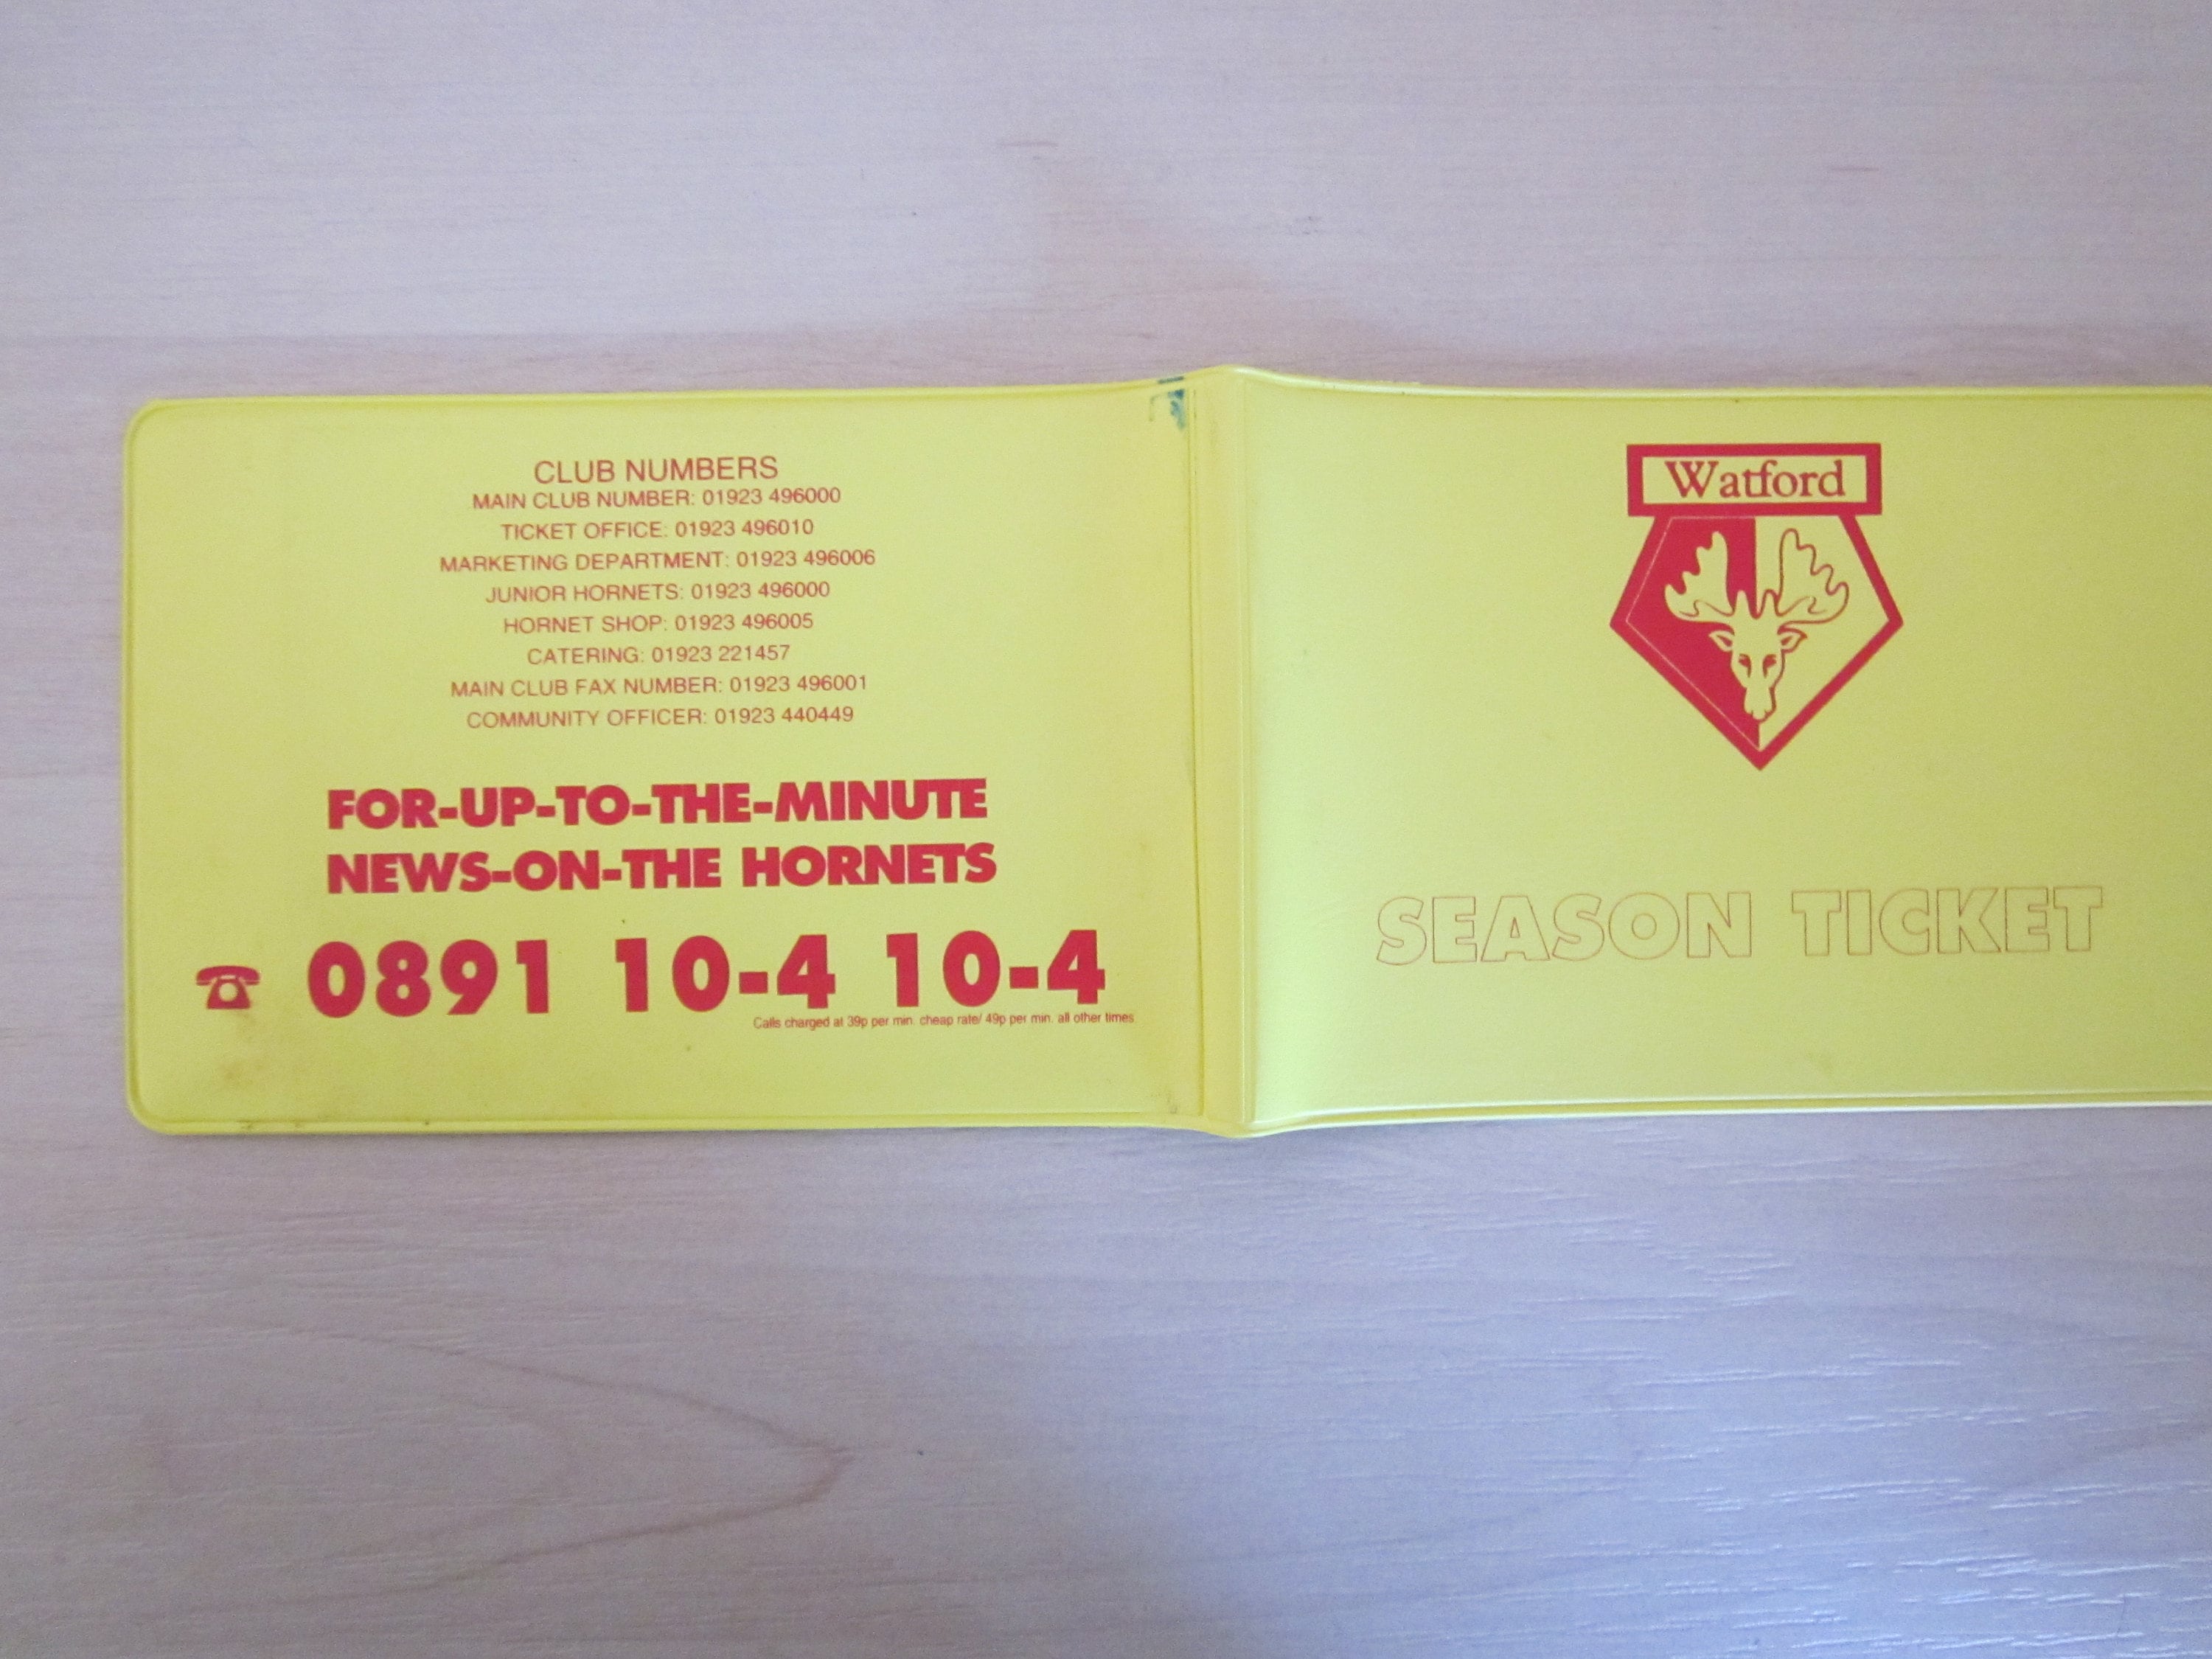 CLUB NUMBERS
MAIN CLUB NUMBER: 01923 496000
TICKET OFFICE: 01923 496010
MARKETING DEPARTMENT: 01923 496006
JUNIOR HORNETS: 01923 496000
HORNET SHOP: 01923 496005
CATERING: 01923 221457
MAIN CLUB FAX NUMBER: 01923 496001
COMMUNITY OFFICER: 01923 440449
FOR-UP-TO-THE-MINUTE
NEWS-ON-THE HORNETS
0891 10-4 10-4
Calls charged at 39p per min. cheap rate/ 49p per min. all other times
Watford
SEASON TICKET